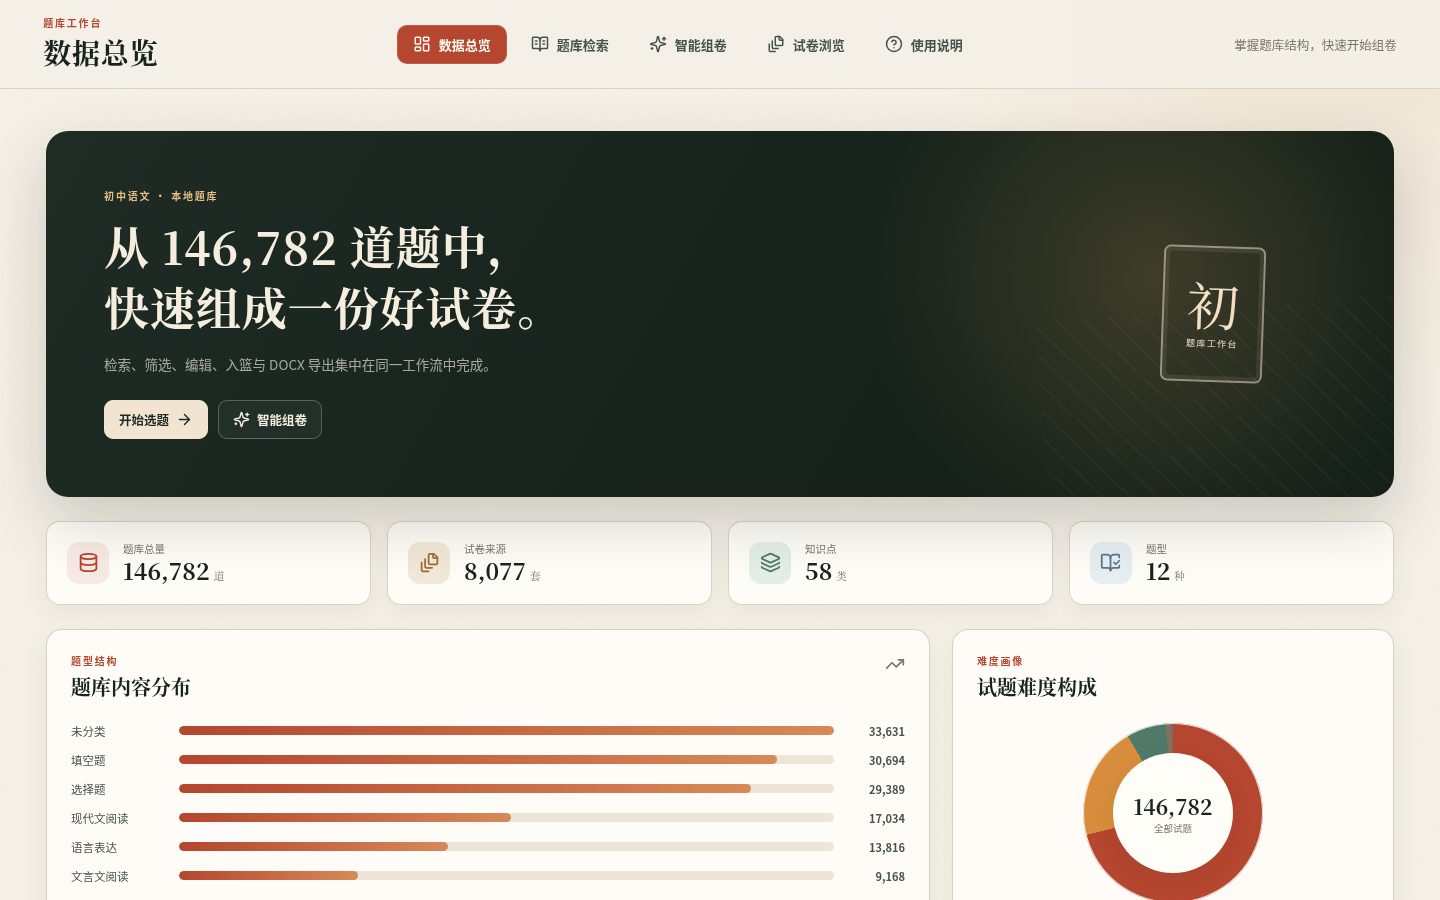 题库工作台
数据总览
数据总览
题库检索
智能组卷
试卷浏览
使用说明
掌握题库结构，快速开始组卷
初中语文 · 本地题库
从 146,782 道题中，
快速组成一份好试卷。
检索、筛选、编辑、入篮与 DOCX 导出集中在同一工作流中完成。
开始选题
智能组卷
初
题库工作台
题库总量
146,782 道
试卷来源
8,077 套
知识点
58 类
题型
12 种
题型结构
题库内容分布
未分类 33,631
填空题 30,694
选择题 29,389
现代文阅读 17,034
语言表达 13,816
文言文阅读 9,168
难度画像
试题难度构成
146,782
全部试题